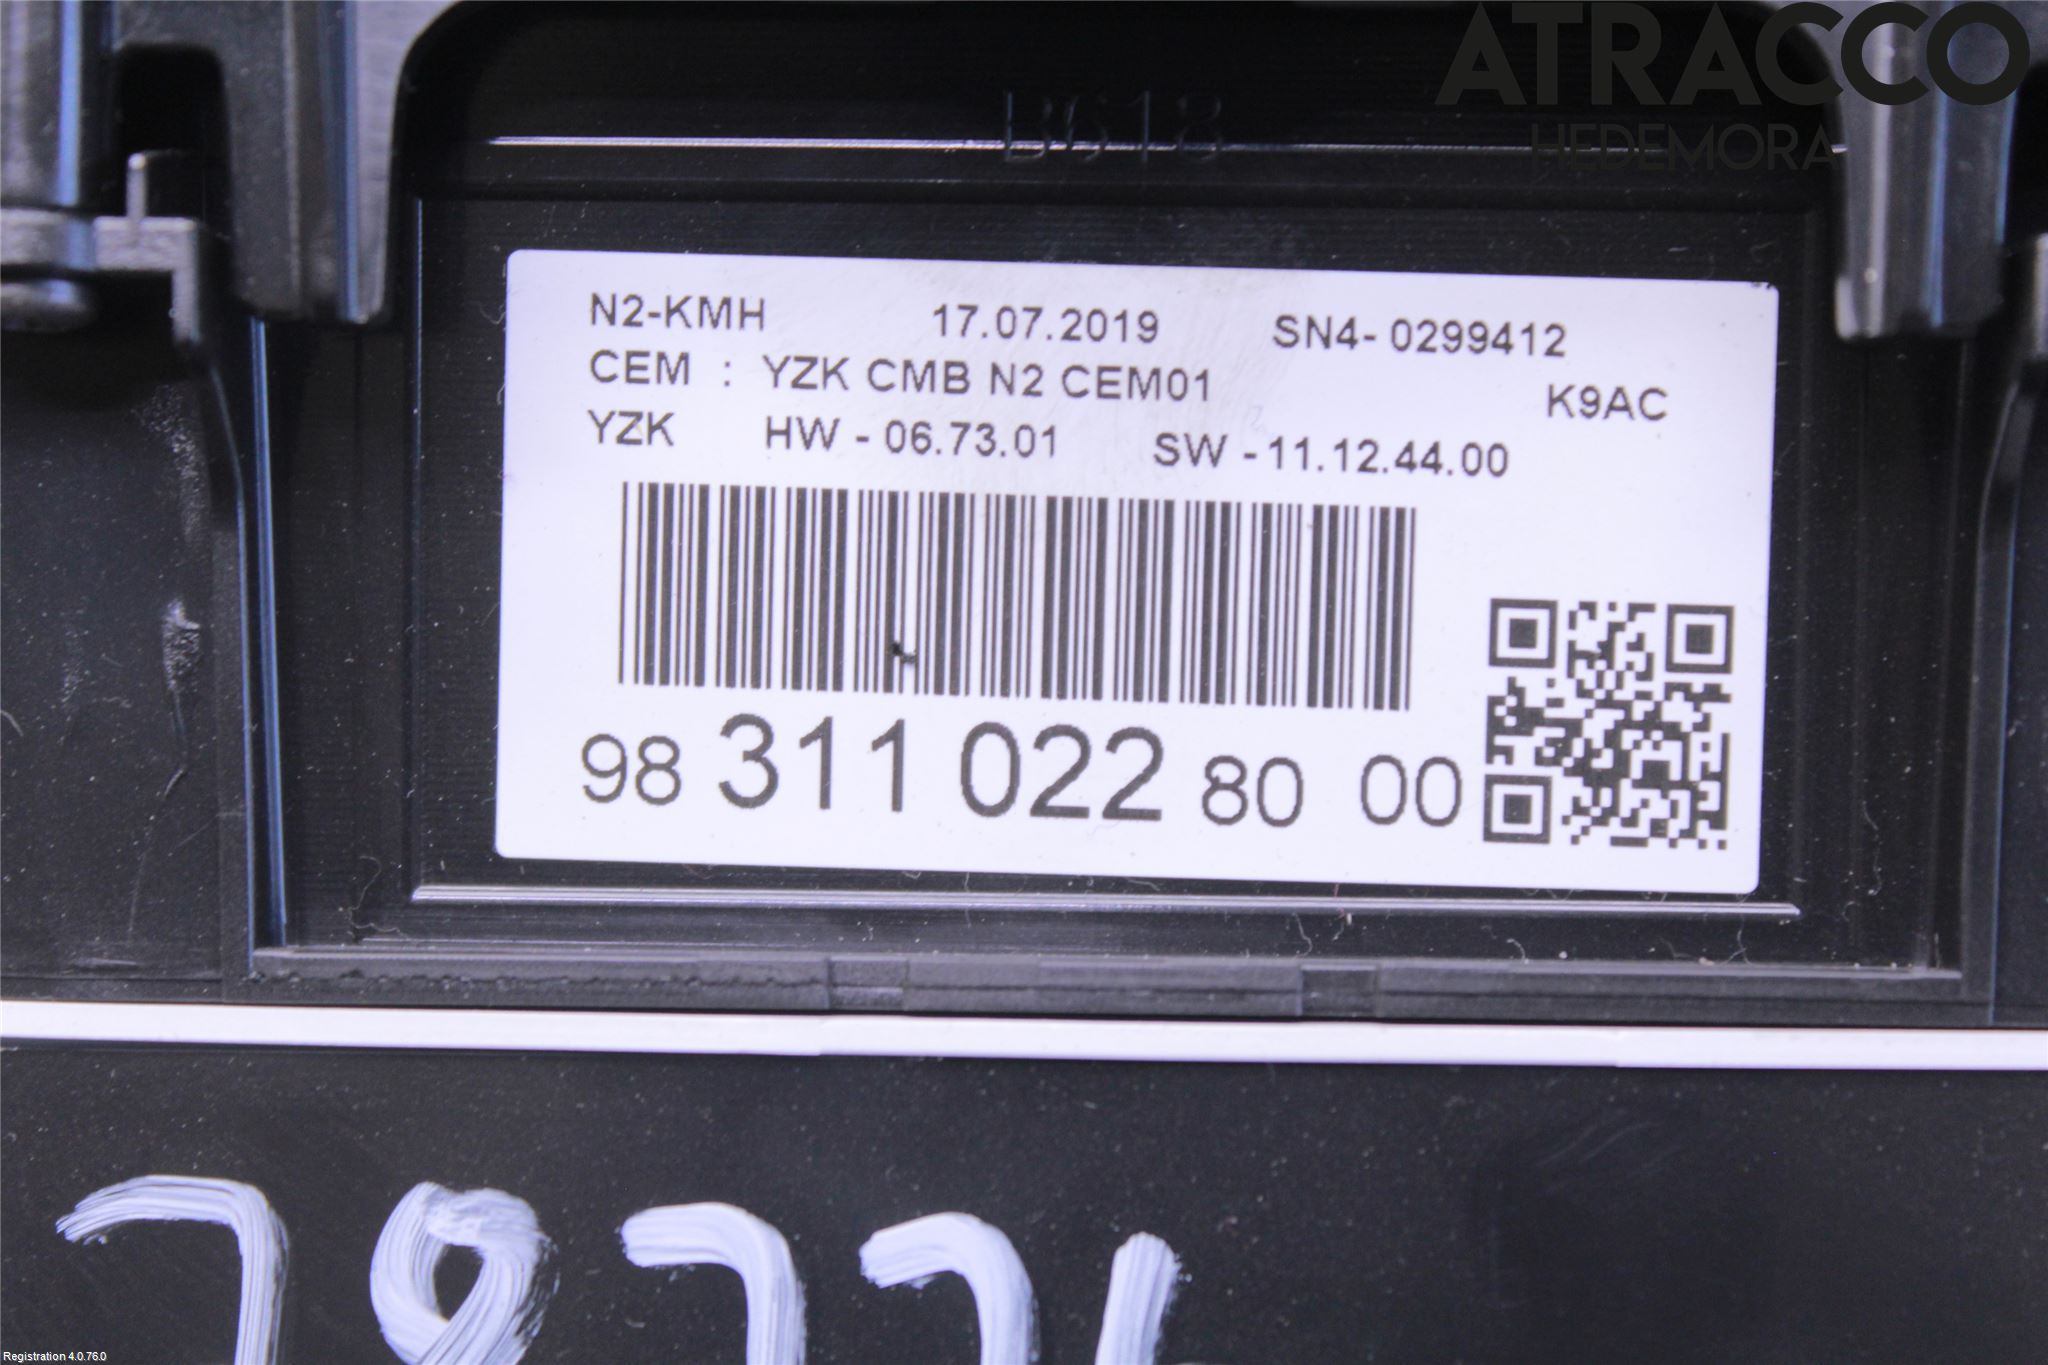 ATRACCO
HEDEMORA
B618
N2-KMH 17.07.2019 SN4- 0299412
CEM : YZK CMB N2 CEM01 K9AC
YZK HW - 06.73.01 SW - 11.12.44.00
98 311 022 80 00
Registration 4.0.76.0